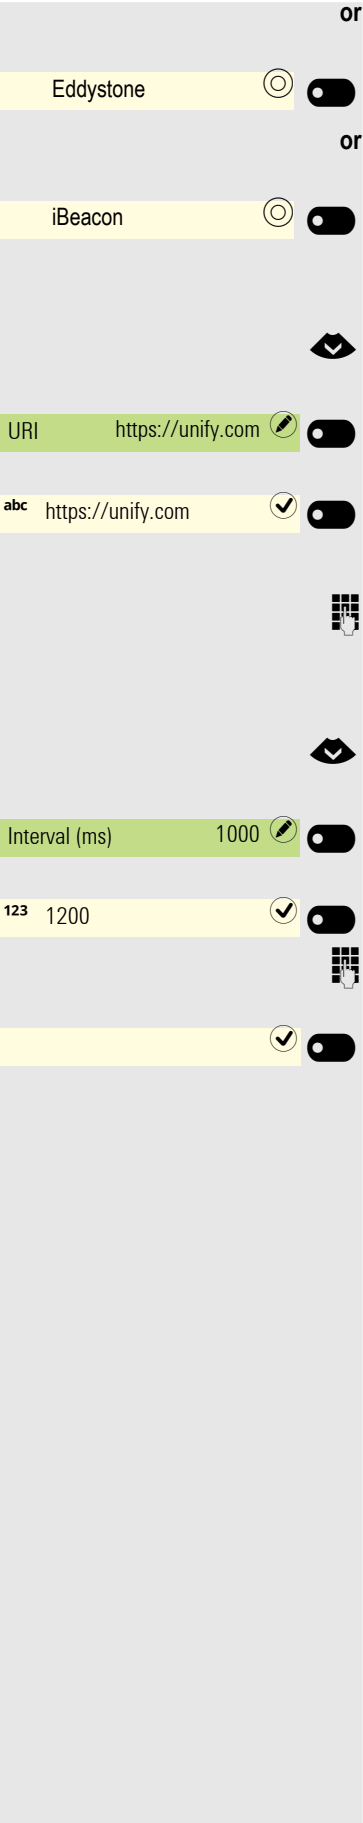 or
Eddystone
or
iBeacon
URI https://unify.com
abc https://unify.com
Interval (ms) 1000
123 1200